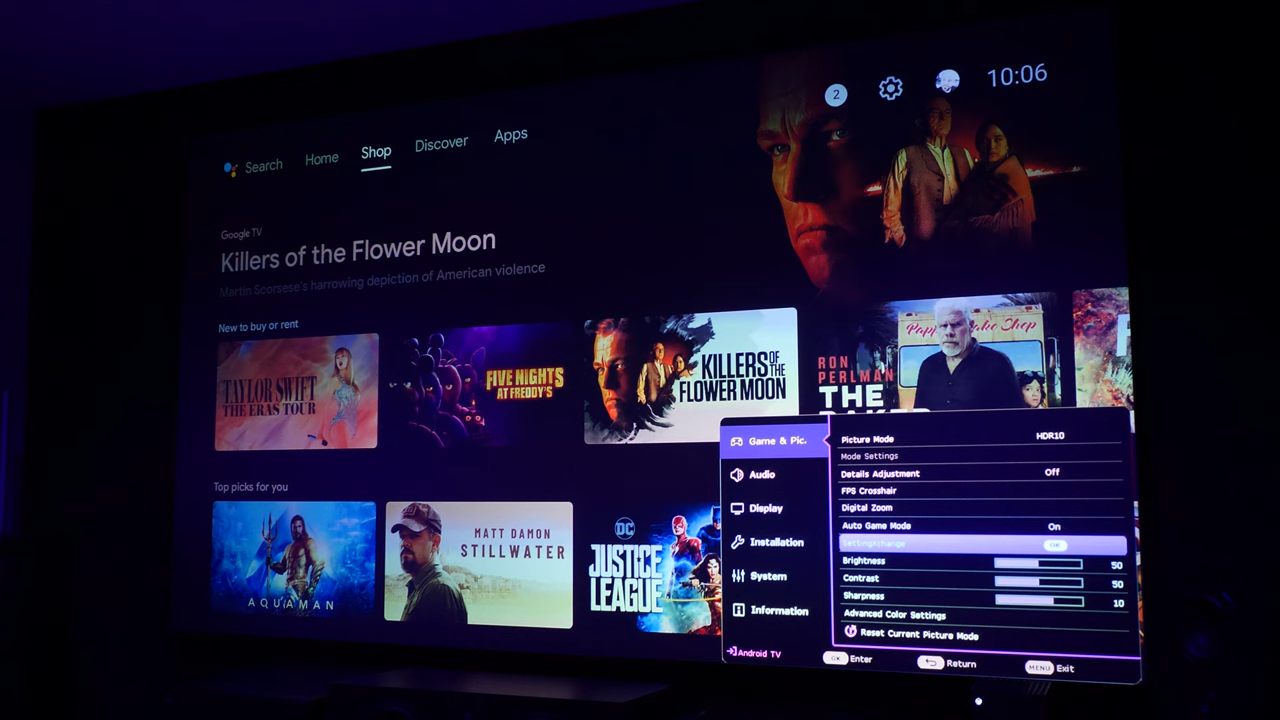 2
10:06
Search Home Shop Discover Apps
Google TV
Killers of the Flower Moon
Martin Scorsese's harrowing depiction of American violence
New to buy or rent
TAYLOR SWIFT
THE ERAS TOUR
FIVE NIGHTS
AT FREDDY'S
KILLERS OF THE
FLOWER MOON
RON
PERLMAN
THE
BAKER
Top picks for you
AQUAMAN
MATT DAMON
STILLWATER
DC
JUSTICE
LEAGUE
Game & Pic.
Audio
Display
Installation
System
Information
Android TV
Picture Mode HDR10
Mode Settings
Details Adjustment Off
FPS Crosshair
Digital Zoom
Auto Game Mode On
SettingXchange OK
Brightness 50
Contrast 50
Sharpness 10
Advanced Color Settings
Reset Current Picture Mode
OK Enter Return MENU Exit